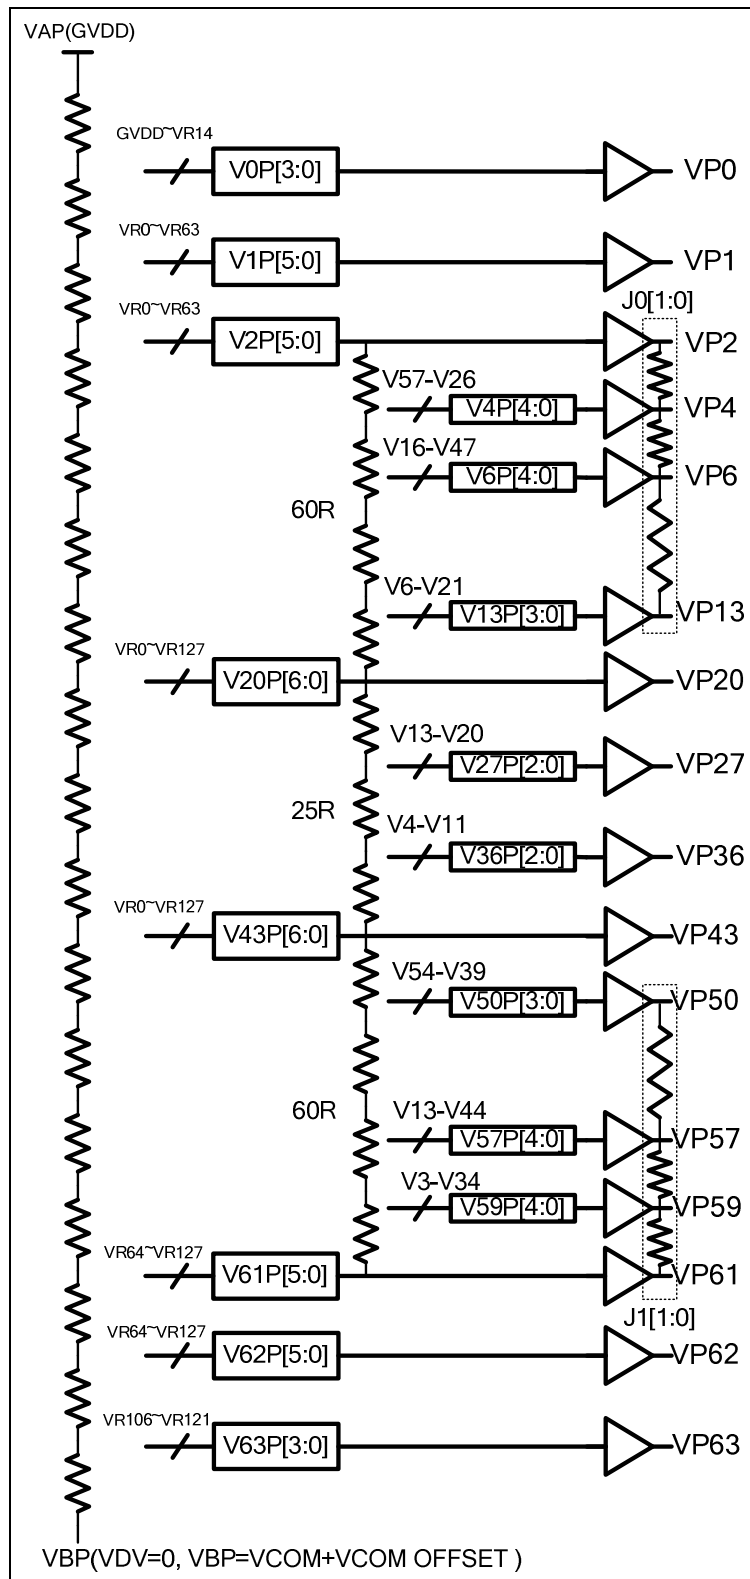 VAP(GVDD)
GVDD~VR14
V0P[3:0]
VP0
VR0~VR63
V1P[5:0]
VP1
J0[1:0]
VR0~VR63
V2P[5:0]
VP2
V57-V26
V4P[4:0]
VP4
V16-V47
V6P[4:0]
VP6
60R
V6-V21
V13P[3:0]
VP13
VR0~VR127
V20P[6:0]
VP20
V13-V20
V27P[2:0]
VP27
25R
V4-V11
V36P[2:0]
VP36
VR0~VR127
V43P[6:0]
VP43
V54-V39
V50P[3:0]
VP50
60R
V13-V44
V57P[4:0]
VP57
V3-V34
V59P[4:0]
VP59
VR64~VR127
V61P[5:0]
VP61
J1[1:0]
VR64~VR127
V62P[5:0]
VP62
VR106~VR121
V63P[3:0]
VP63
VBP(VDV=0, VBP=VCOM+VCOM OFFSET )